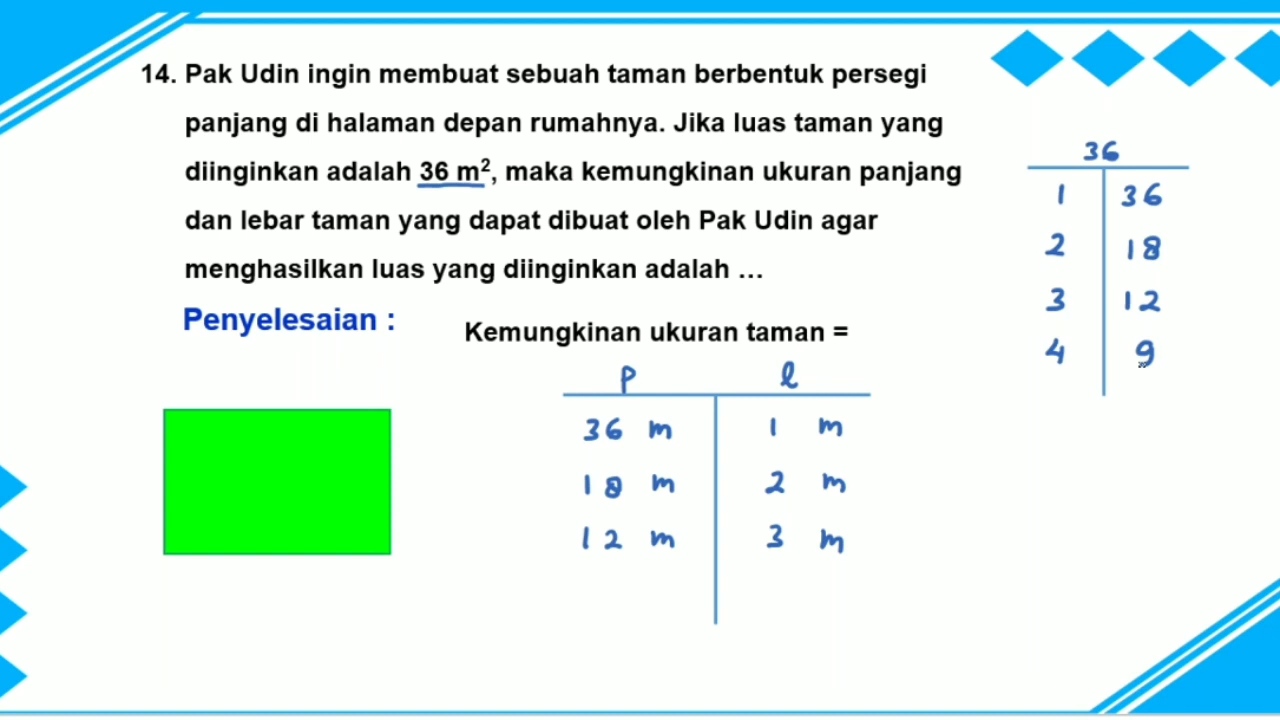 14. Pak Udin ingin membuat sebuah taman berbentuk persegi
panjang di halaman depan rumahnya. Jika luas taman yang
diinginkan adalah 36 m², maka kemungkinan ukuran panjang
dan lebar taman yang dapat dibuat oleh Pak Udin agar
menghasilkan luas yang diinginkan adalah ...
Penyelesaian :
Kemungkinan ukuran taman =
p l
36 m 1 m
18 m 2 m
12 m 3 m
36
1 36
2 18
3 12
4 9